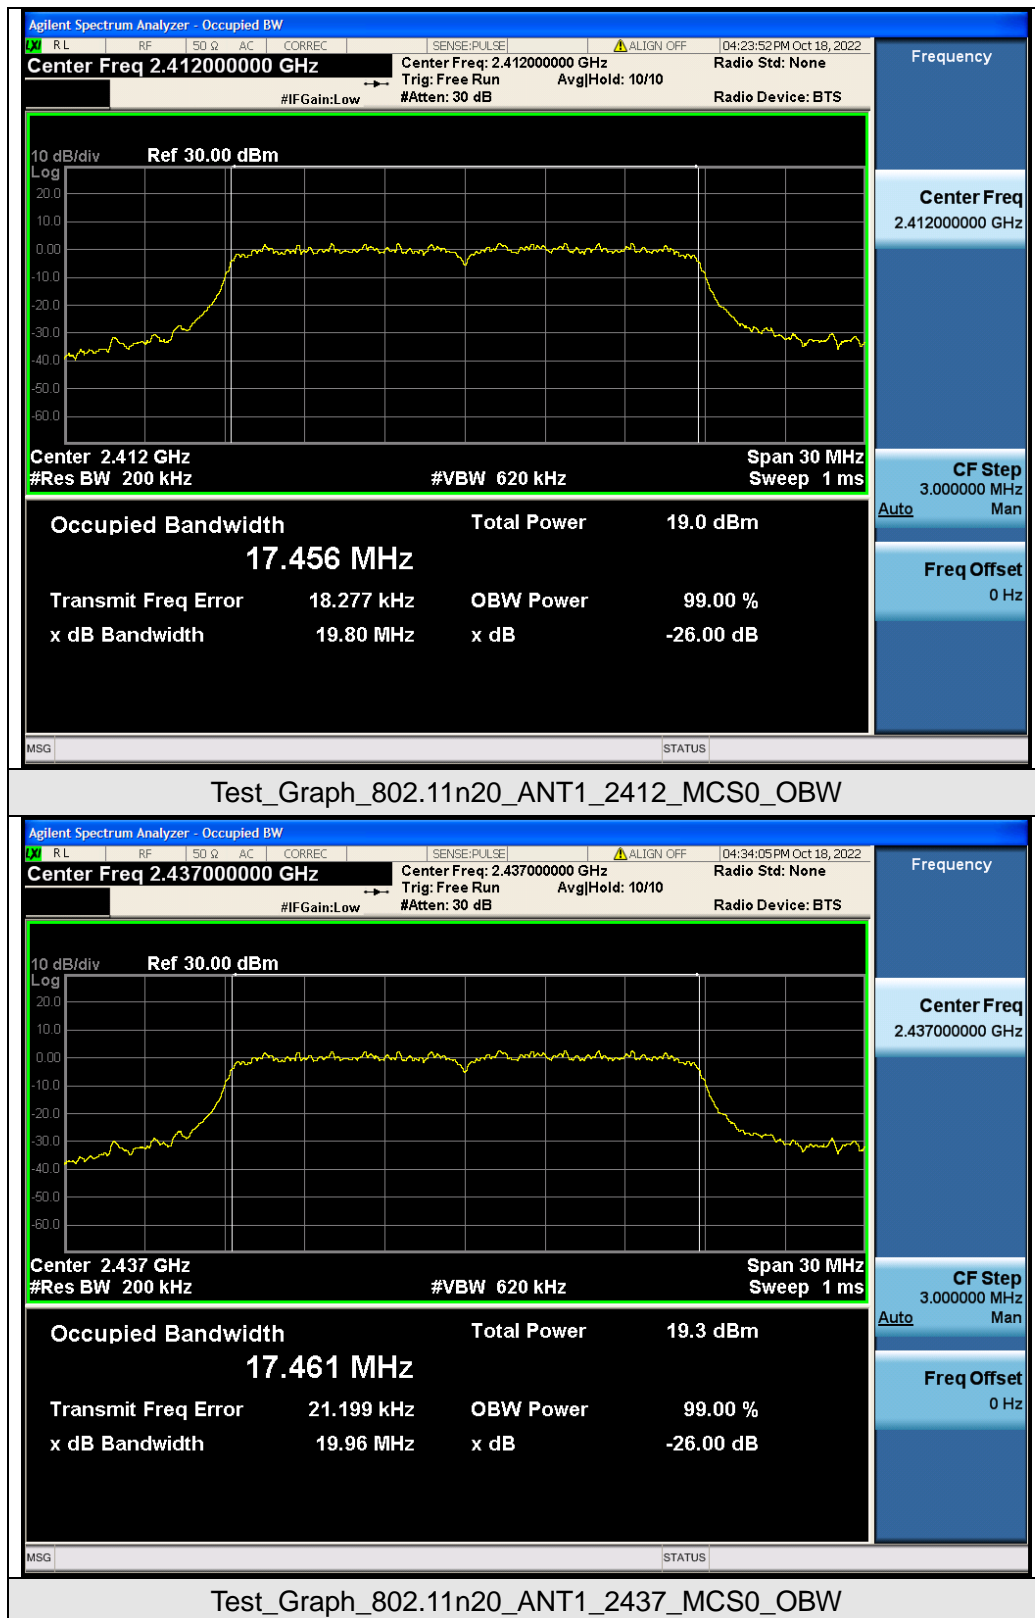 Agilent Spectrum Analyzer - Occupied BW
LXI RL RF 50 Ω AC CORREC SENSE:PULSE ALIGN OFF 04:23:52 PM Oct 18, 2022
Center Freq 2.412000000 GHz Center Freq: 2.412000000 GHz Radio Std: None
Trig: Free Run Avg|Hold: 10/10
#IFGain:Low #Atten: 30 dB Radio Device: BTS
Frequency
10 dB/div Ref 30.00 dBm
Log
20.0
10.0
0.00
-10.0
-20.0
-30.0
-40.0
-50.0
-60.0
Center 2.412 GHz Span 30 MHz
#Res BW 200 kHz #VBW 620 kHz Sweep 1 ms
Center Freq
2.412000000 GHz
CF Step
3.000000 MHz
Auto Man
Freq Offset
0 Hz
Occupied Bandwidth Total Power 19.0 dBm
17.456 MHz
Transmit Freq Error 18.277 kHz OBW Power 99.00 %
x dB Bandwidth 19.80 MHz x dB -26.00 dB
MSG STATUS
Test_Graph_802.11n20_ANT1_2412_MCS0_OBW
Agilent Spectrum Analyzer - Occupied BW
LXI RL RF 50 Ω AC CORREC SENSE:PULSE ALIGN OFF 04:34:05 PM Oct 18, 2022
Center Freq 2.437000000 GHz Center Freq: 2.437000000 GHz Radio Std: None
Trig: Free Run Avg|Hold: 10/10
#IFGain:Low #Atten: 30 dB Radio Device: BTS
Frequency
10 dB/div Ref 30.00 dBm
Log
20.0
10.0
0.00
-10.0
-20.0
-30.0
-40.0
-50.0
-60.0
Center 2.437 GHz Span 30 MHz
#Res BW 200 kHz #VBW 620 kHz Sweep 1 ms
Center Freq
2.437000000 GHz
CF Step
3.000000 MHz
Auto Man
Freq Offset
0 Hz
Occupied Bandwidth Total Power 19.3 dBm
17.461 MHz
Transmit Freq Error 21.199 kHz OBW Power 99.00 %
x dB Bandwidth 19.96 MHz x dB -26.00 dB
MSG STATUS
Test_Graph_802.11n20_ANT1_2437_MCS0_OBW